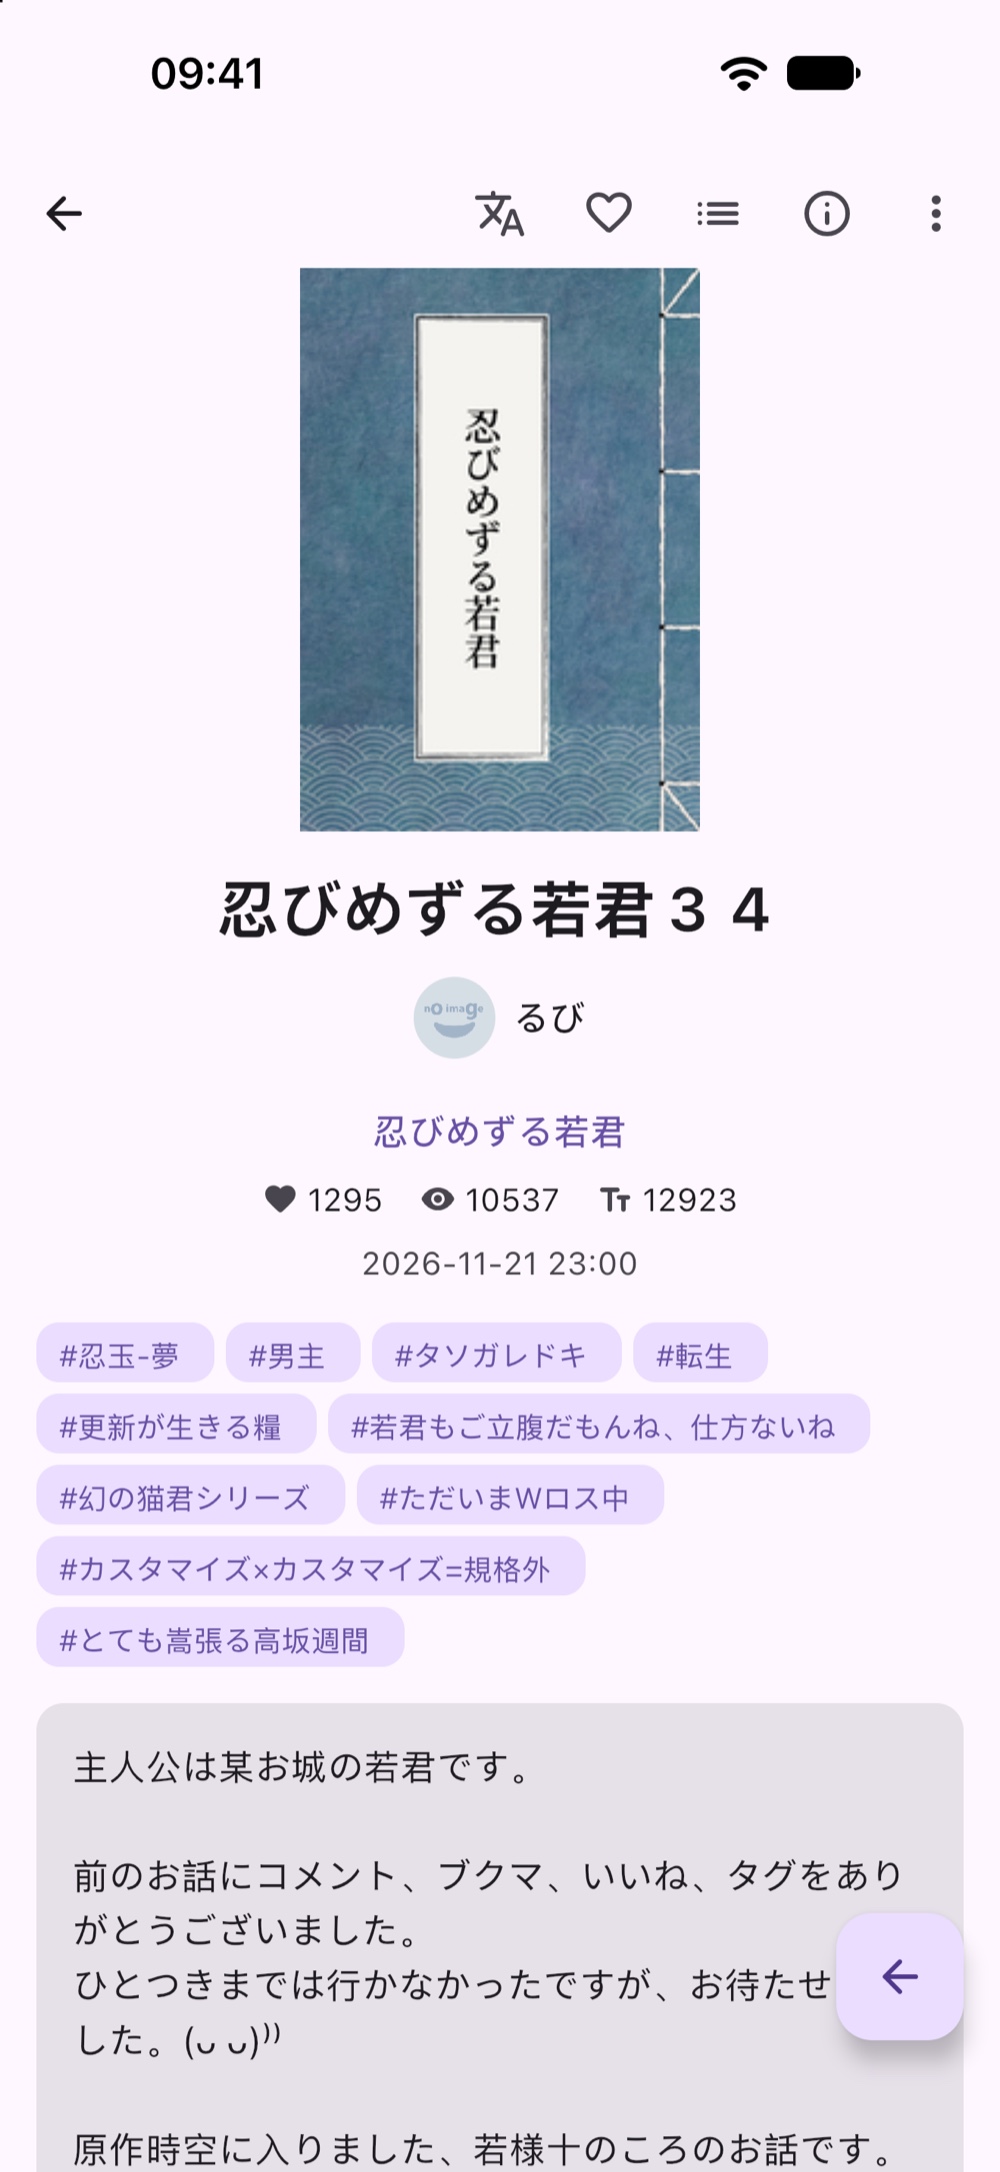 09:41
忍びめずる若君
忍びめずる若君３４
no image
るび
忍びめずる若君
1295 10537 Tт 12923
2026-11-21 23:00
#忍玉-夢 #男主 #タソガレドキ #転生
#更新が生きる糧 #若君もご立腹だもんね、仕方ないね
#幻の猫君シリーズ #ただいまWロス中
#カスタマイズ×カスタマイズ=規格外
#とても嵩張る高坂週間
主人公は某お城の若君です。
前のお話にコメント、ブクマ、いいね、タグをあり
がとうございました。
ひとつきまでは行かなかったですが、お待たせ
した。(ᴗ ᴗ)⁾⁾
原作時空に入りました、若様十のころのお話です。